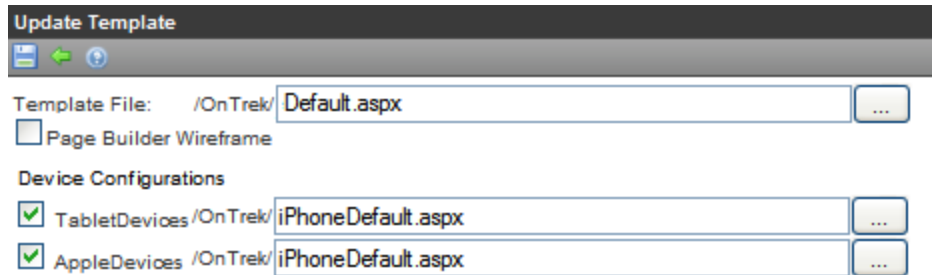 Update Template
Template File: /OnTrek/ Default.aspx ...
Page Builder Wireframe
Device Configurations
TabletDevices /OnTrek/ iPhoneDefault.aspx ...
AppleDevices /OnTrek/ iPhoneDefault.aspx ...